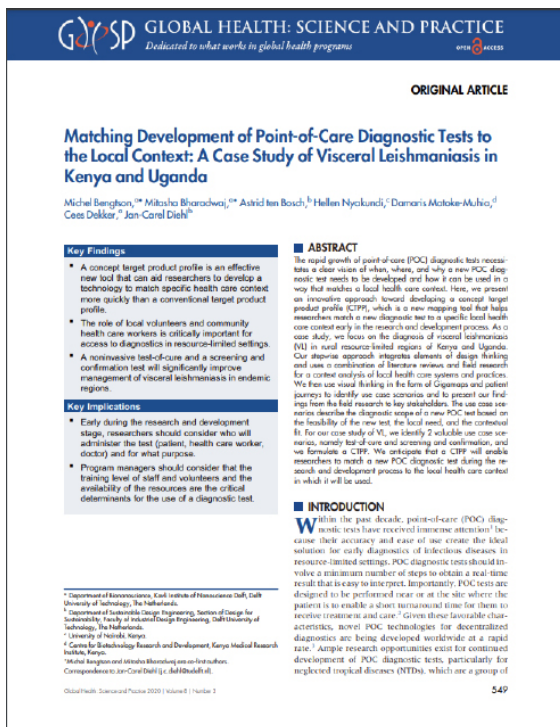 GHSP GLOBAL HEALTH: SCIENCE AND PRACTICE
Dedicated to what works in global health programs
OPEN ACCESS
ORIGINAL ARTICLE
Matching Development of Point-of-Care Diagnostic Tests to
the Local Context: A Case Study of Visceral Leishmaniasis in
Kenya and Uganda
Michel Bengtson,a* Mitasha Bharadwaj,a* Astrid ten Bosch,b Hellen Nyakundi,c Damaris Matoke-Muhia,d
Cees Dekker,a Jan-Carel Diehlb
Key Findings
▪ A concept target product profile is an effective
new tool that can aid researchers to develop a
technology to match specific health care context
more quickly than a conventional target product
profile.
▪ The role of local volunteers and community
health care workers is critically important for
access to diagnostics in resource-limited settings.
▪ A noninvasive test-of-cure and a screening and
confirmation test will significantly improve
management of visceral leishmaniasis in endemic
regions.
Key Implications
▪ Early during the research and development
stage, researchers should consider who will
administer the test (patient, health care worker,
doctor) and for what purpose.
▪ Program managers should consider that the
training level of staff and volunteers and the
availability of the resources are the critical
determinants for the use of a diagnostic test.
a Department of Bionanoscience, Kavli Institute of Nanoscience Delft, Delft
University of Technology, The Netherlands.
b Department of Sustainable Design Engineering, Section of Design for
Sustainability, Faculty of Industrial Design Engineering, Delft University of
Technology, The Netherlands.
c University of Nairobi, Kenya.
d Centre for Biotechnology Research and Development, Kenya Medical Research
Institute, Kenya.
*Michel Bengtson and Mitasha Bharadwaj are co-first authors.
Correspondence to Jan-Carel Diehl (j.c.diehl@tudelft.nl).
ABSTRACT
The rapid growth of point-of-care (POC) diagnostic tests necessi-
tates a clear vision of when, where, and why a new POC diag-
nostic test needs to be developed and how it can be used in a
way that matches a local health care context. Here, we present
an innovative approach toward developing a concept target
product profile (CTPP), which is a new mapping tool that helps
researchers match a new diagnostic test to a specific local health
care context early in the research and development process. As a
case study, we focus on the diagnosis of visceral leishmaniasis
(VL) in rural resource-limited regions of Kenya and Uganda.
Our stepwise approach integrates elements of design thinking
and uses a combination of literature reviews and field research
for a context analysis of local health care systems and practices.
We then use visual thinking in the form of Gigamaps and patient
journeys to identify use case scenarios and to present our find-
ings from the field research to key stakeholders. The use case sce-
narios describe the diagnostic scope of a new POC test based on
the feasibility of the new test, the local need, and the contextual
fit. For our case study of VL, we identify 2 valuable use case sce-
narios, namely test-of-cure and screening and confirmation, and
we formulate a CTPP. We anticipate that a CTPP will enable
researchers to match a new POC diagnostic test during the re-
search and development process to the local health care context
in which it will be used.
INTRODUCTION
Within the past decade, point-of-care (POC) diag-
nostic tests have received immense attention1 be-
cause their accuracy and ease of use create the ideal
solution for early diagnostics of infectious diseases in
resource-limited settings. POC diagnostic tests should in-
volve a minimum number of steps to obtain a real-time
result that is easy to interpret. Importantly, POC tests are
designed to be performed near or at the site where the
patient is to enable a short turnaround time for them to
receive treatment and care.2 Given these favorable char-
acteristics, novel POC technologies for decentralized
diagnostics are being developed worldwide at a rapid
rate.3 Ample research opportunities exist for continued
development of POC diagnostic tests, particularly for
neglected tropical diseases (NTDs), which are a group of
Global Health: Science and Practice 2020 | Volume 8 | Number 3
549